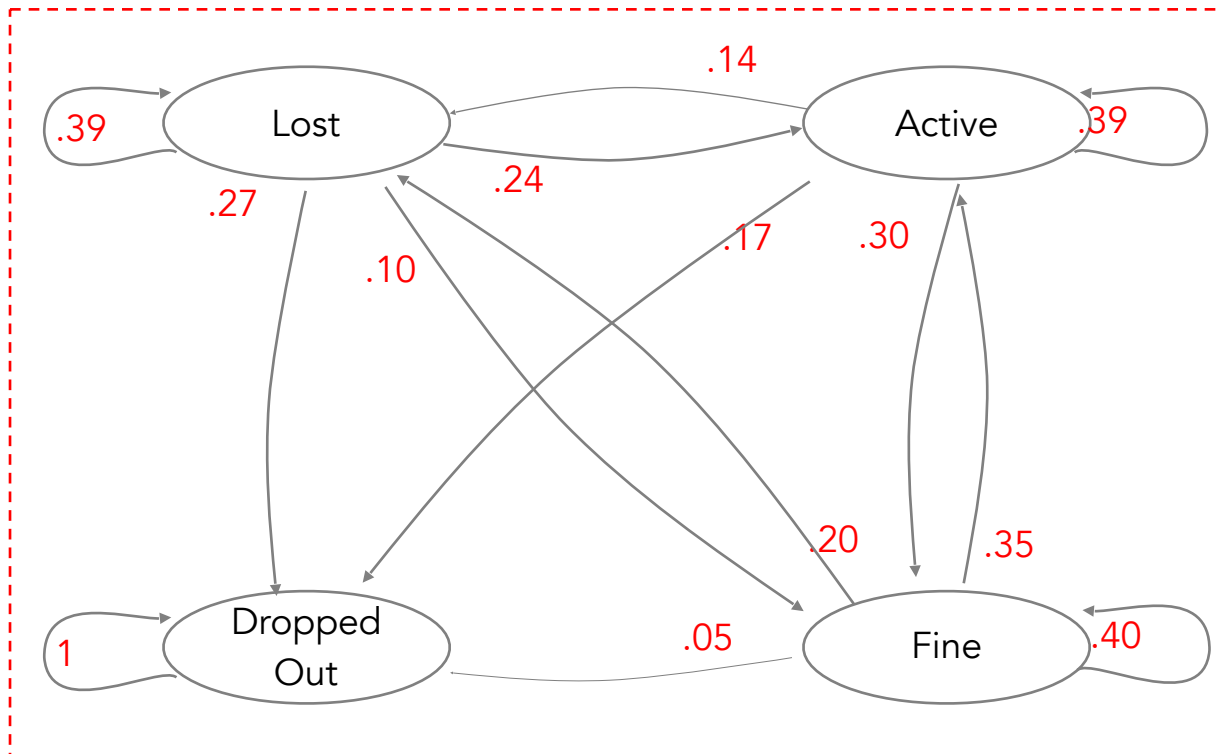 .14
.39
Lost
Active
.39
.24
.27
.17
.30
.10
.20
.35
Dropped
Out
.05
Fine
.40
1